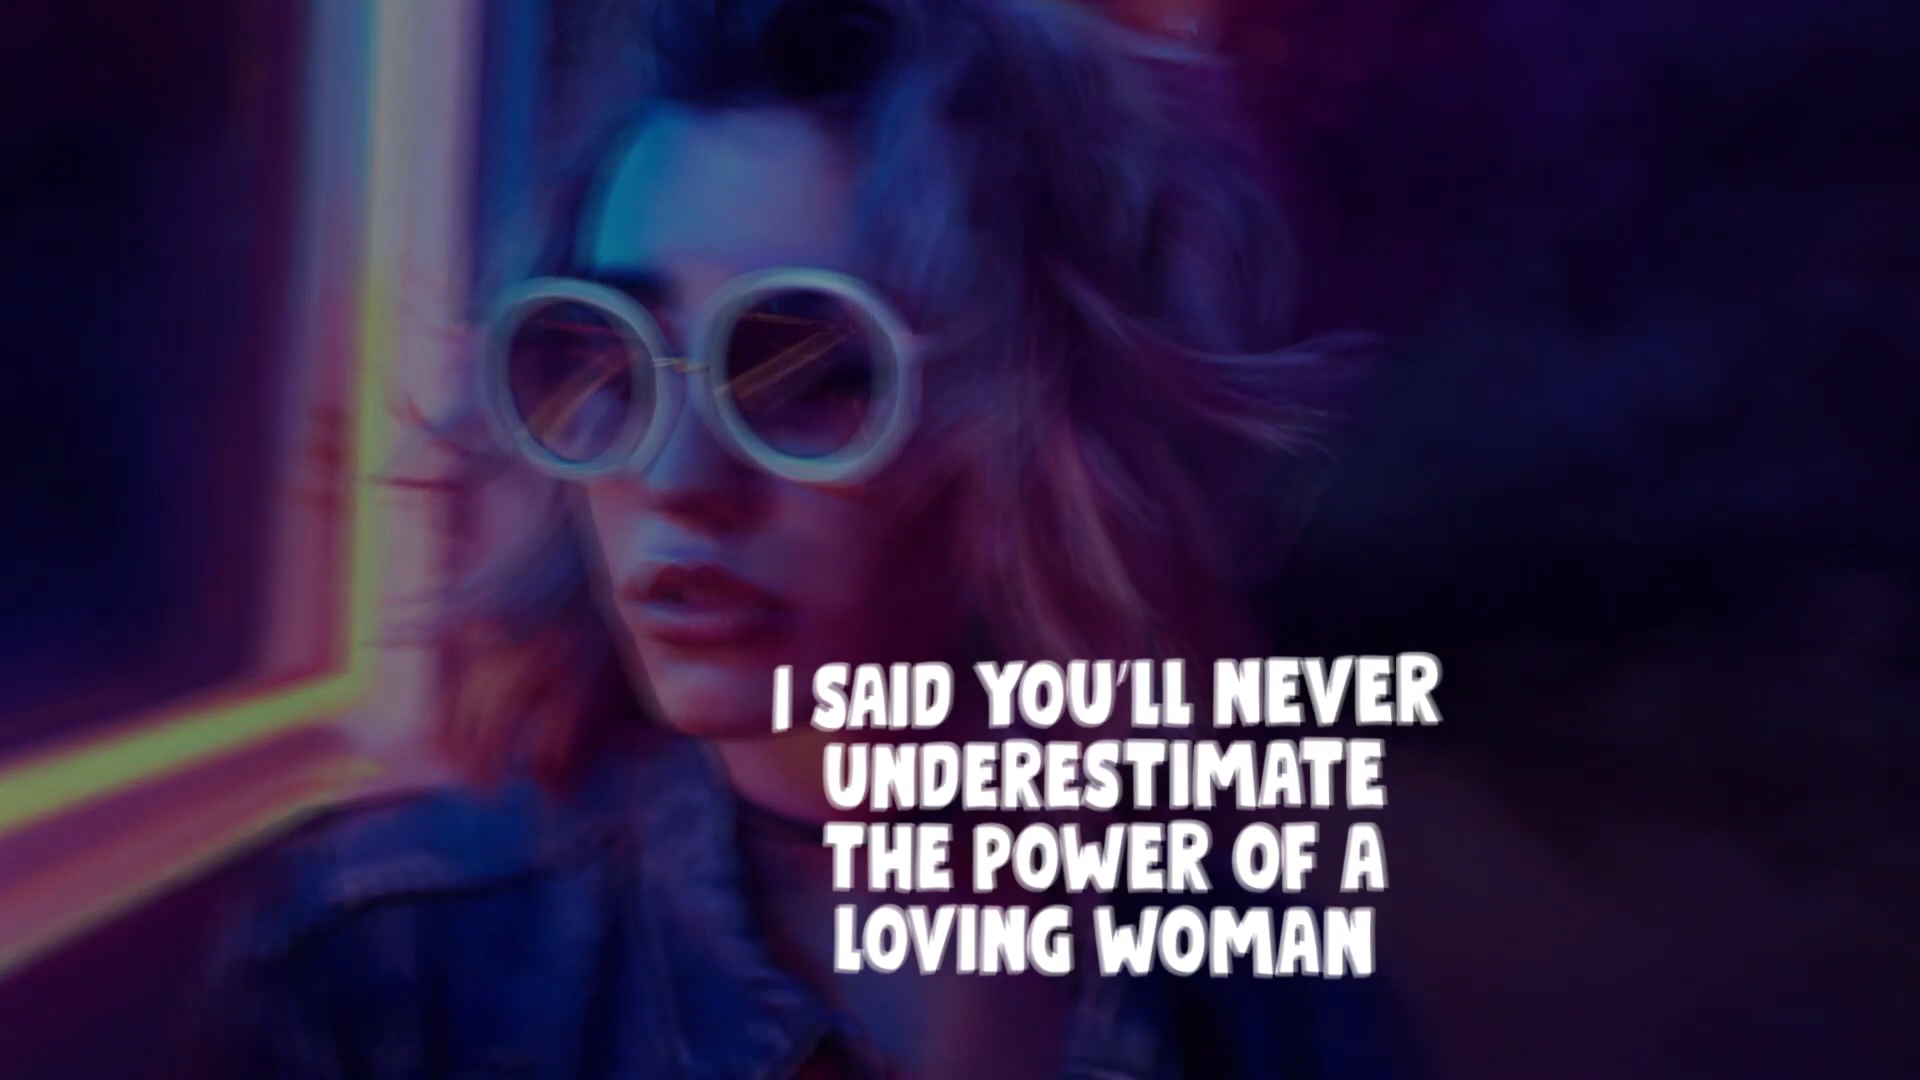 I SAID YOU'LL NEVER
UNDERESTIMATE
THE POWER OF A
LOVING WOMAN